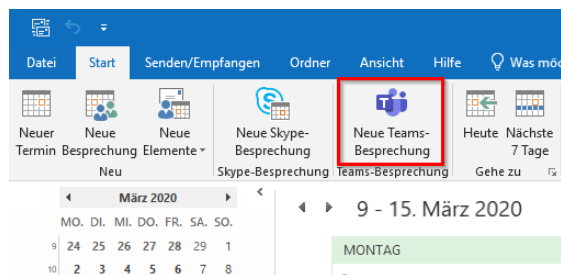 Datei Start Senden/Empfangen Ordner Ansicht Hilfe Was möc
Neuer Termin
Neue Besprechung
Neue Elemente
Neue Skype-Besprechung
Neue Teams-Besprechung
Heute
Nächste 7 Tage
Neu Skype-Besprechung Teams-Besprechung Gehe zu
März 2020
9 - 15. März 2020
MO. DI. MI. DO. FR. SA. SO.
9 24 25 26 27 28 29 1
MONTAG
10 2 3 4 5 6 7 8